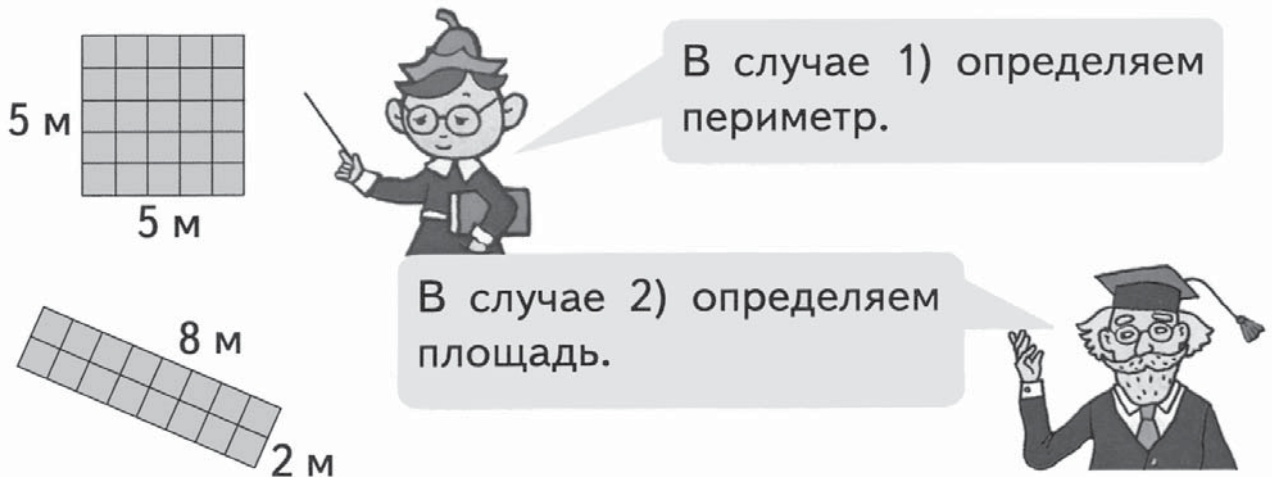 5 м
5 м
В случае 1) определяем
периметр.
8 м
2 м
В случае 2) определяем
площадь.